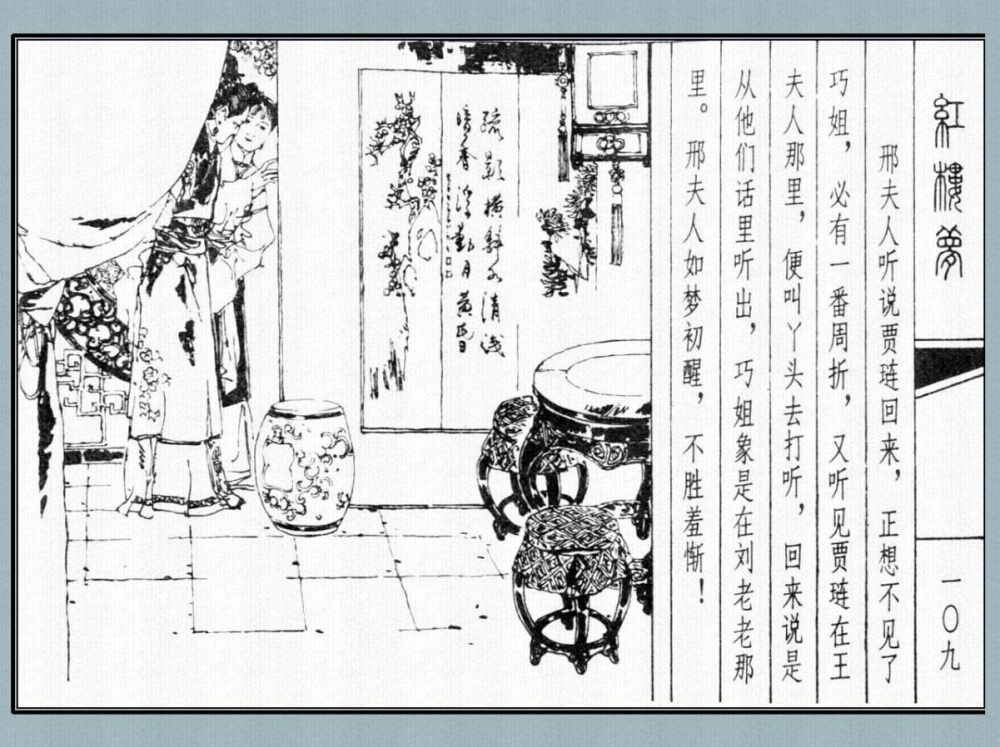 红楼梦
一〇九
邢夫人听说贾琏回来，正想不见了
巧姐，必有一番周折，又听见贾琏在王
夫人那里，便叫丫头去打听，回来说是
从他们话里听出，巧姐象是在刘老老那
里。邢夫人如梦初醒，不胜羞惭！
疏影横斜水清浅
暗香浮动月黄昏